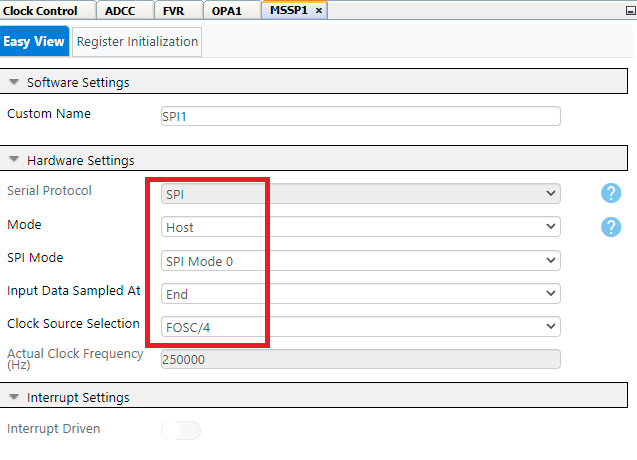 Clock Control ADCC FVR OPA1 MSSP1 ×
Easy View Register Initialization
Software Settings
Custom Name SPI1
Hardware Settings
Serial Protocol SPI ?
Mode Host ?
SPI Mode SPI Mode 0
Input Data Sampled At End
Clock Source Selection FOSC/4
Actual Clock Frequency
(Hz) 250000
Interrupt Settings
Interrupt Driven